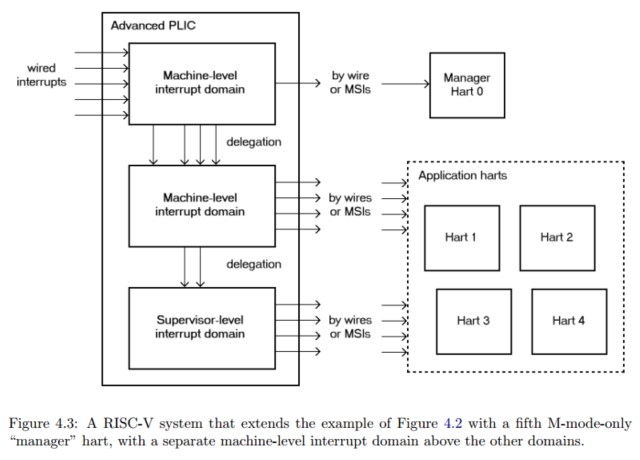 Advanced PLIC
wired
interrupts
Machine-level
interrupt domain
by wire
or MSIs
Manager
Hart 0
delegation
Machine-level
interrupt domain
by wires
or MSIs
Application harts
Hart 1
Hart 2
delegation
Supervisor-level
interrupt domain
by wires
or MSIs
Hart 3
Hart 4
Figure 4.3: A RISC-V system that extends the example of Figure 4.2 with a fifth M-mode-only
“manager” hart, with a separate machine-level interrupt domain above the other domains.